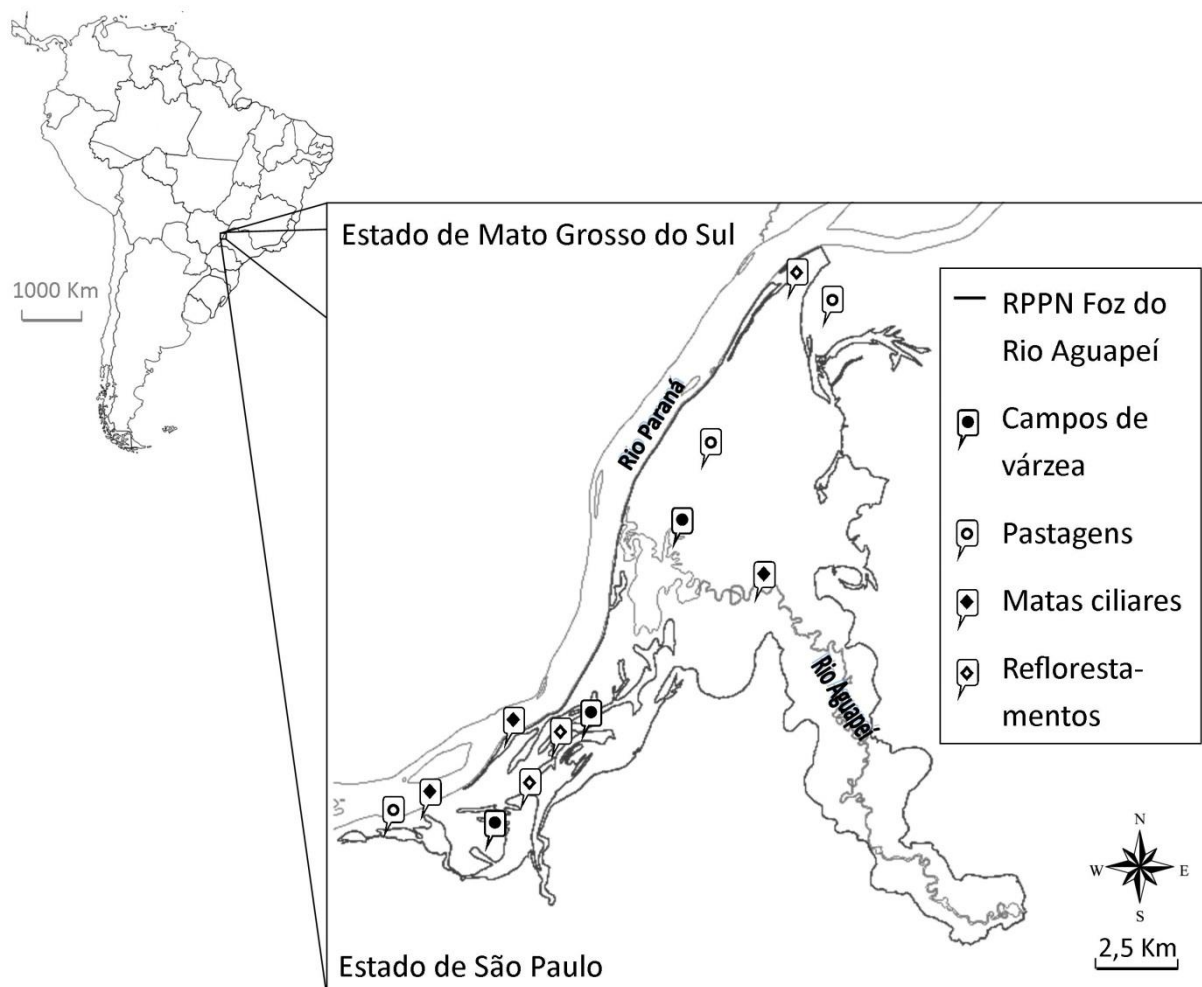 1000 Km
Estado de Mato Grosso do Sul
Rio Paraná
Rio Aguapeí
Estado de São Paulo
RPPN Foz do
Rio Aguapeí
Campos de
várzea
Pastagens
Matas ciliares
Refloresta-
mentos
N
W E
S
2,5 Km